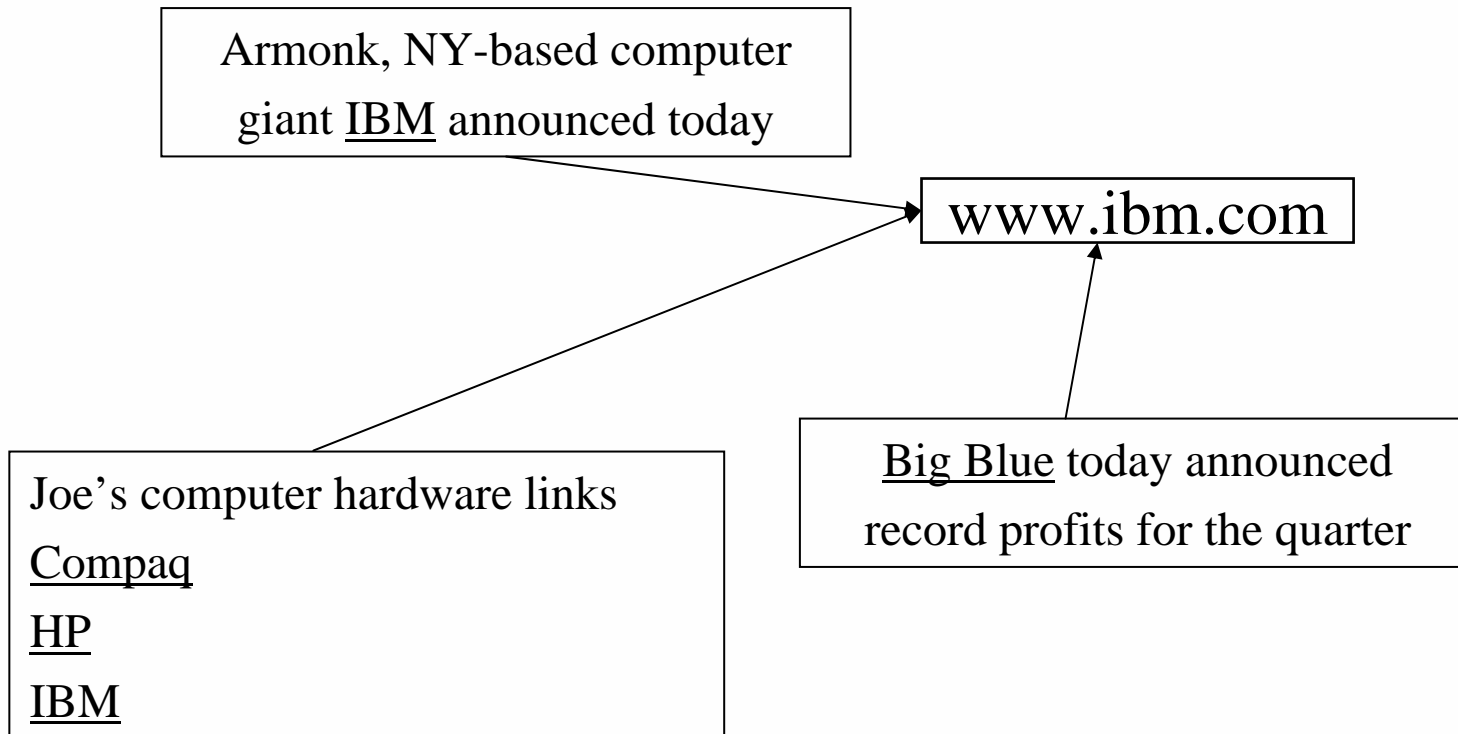 Armonk, NY-based computer
giant IBM announced today
www.ibm.com
Joe’s computer hardware links
Compaq
HP
IBM
Big Blue today announced
record profits for the quarter